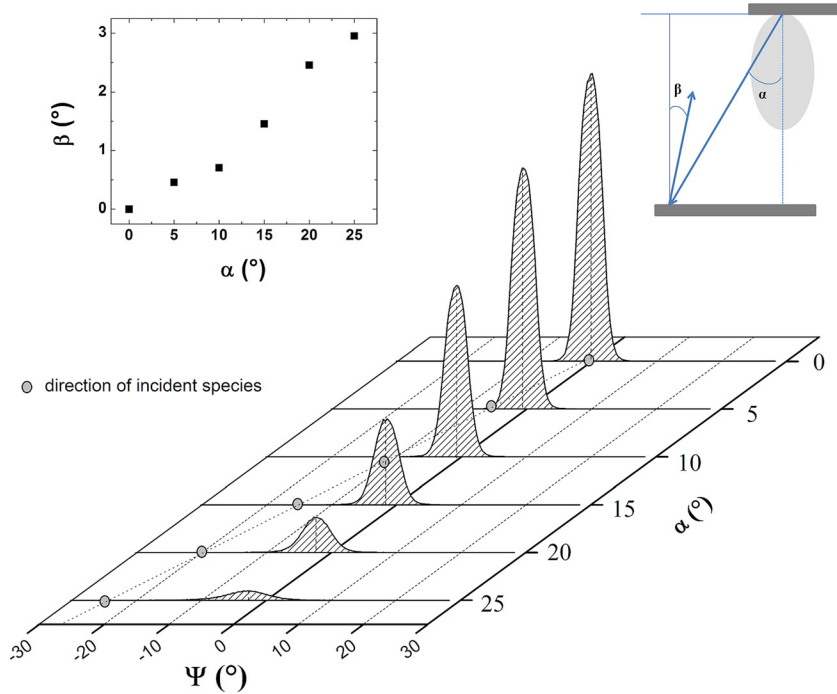 3
2
1
0
β (°)
0 5 10 15 20 25
α (°)
β
α
direction of incident species
0
5
10
15
20
25
α (°)
-30 -20 -10 0 10 20 30
Ψ (°)